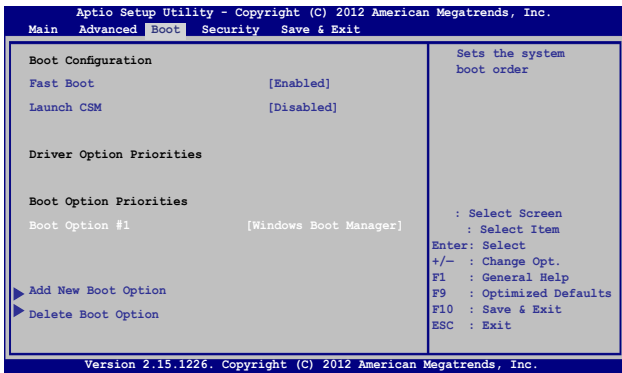 Aptio Setup Utility - Copyright (C) 2012 American Megatrends, Inc.
Main Advanced Boot Security Save & Exit
Boot Configuration
Fast Boot [Enabled]
Launch CSM [Disabled]
Driver Option Priorities
Boot Option Priorities
Boot Option #1 [Windows Boot Manager]
Add New Boot Option
Delete Boot Option
Sets the system
boot order
: Select Screen
: Select Item
Enter: Select
+/— : Change Opt.
F1 : General Help
F9 : Optimized Defaults
F10 : Save & Exit
ESC : Exit
Version 2.15.1226. Copyright (C) 2012 American Megatrends, Inc.